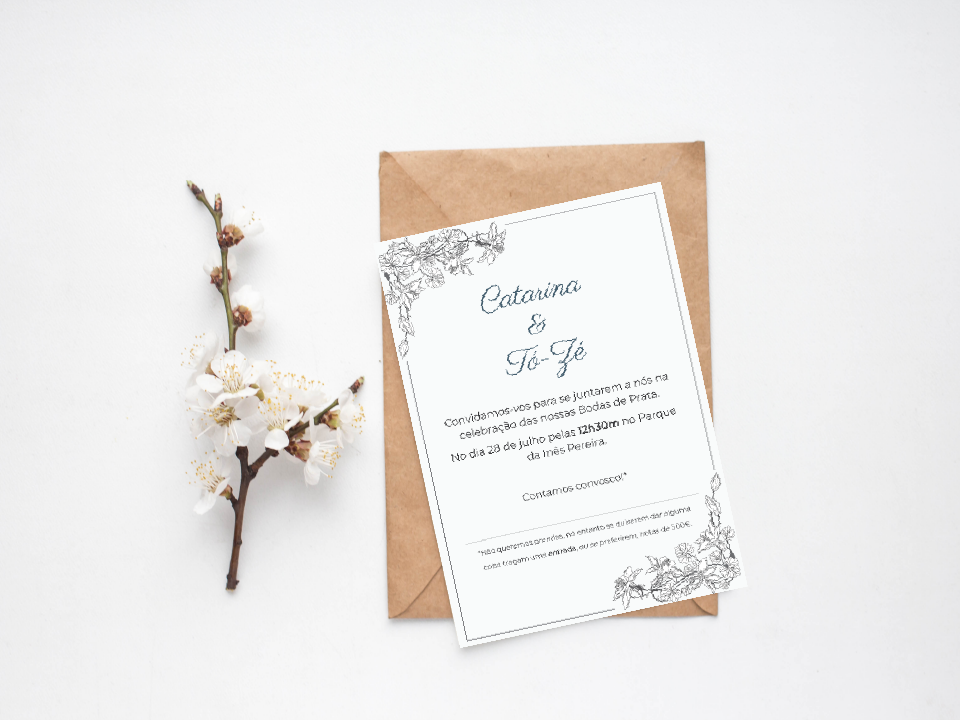 Catarina
&
Tó-Zé
Convidamos-vos para se juntarem a nós na
celebração das nossas Bodas de Prata.
No dia 28 de julho pelas 12h30m no Parque
da Inês Pereira.
Contamos convosco!*
*Não queremos prendas, no entanto se quiserem dar alguma
coisa tragam uma entrada, ou se preferirem, notas de 500€.